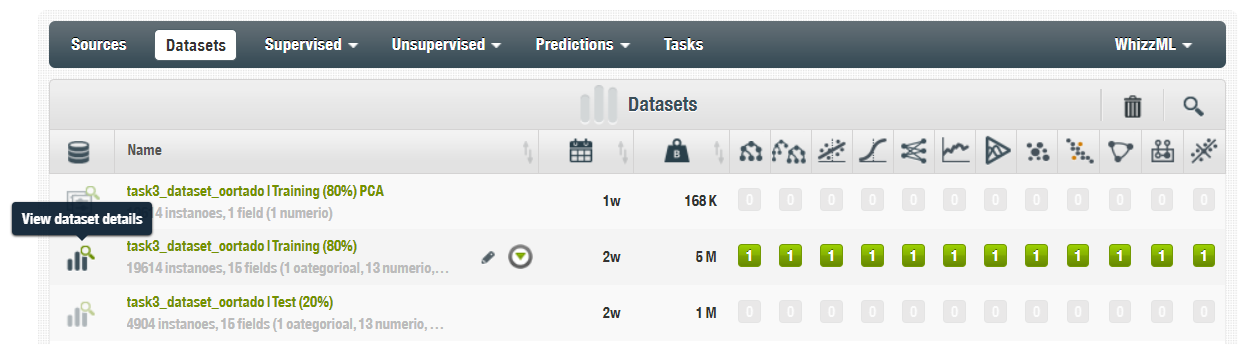 Sources Datasets Supervised Unsupervised Predictions Tasks WhizzML
Datasets
Name B
task3_dataset_oortado | Training (80%) PCA 1w 168 K 0 0 0 0 0 0 0 0 0 0 0 0
4 instanoes, 1 field (1 numerio)
View dataset details
task3_dataset_oortado | Training (80%) 2w 5 M 1 1 1 1 1 1 1 1 1 1 1 1
19614 instanoes, 15 fields (1 oategorioal, 13 numerio, ...
task3_dataset_oortado | Test (20%) 2w 1 M 0 0 0 0 0 0 0 0 0 0 0 0
4904 instanoes, 15 fields (1 oategorioal, 13 numerio, ...